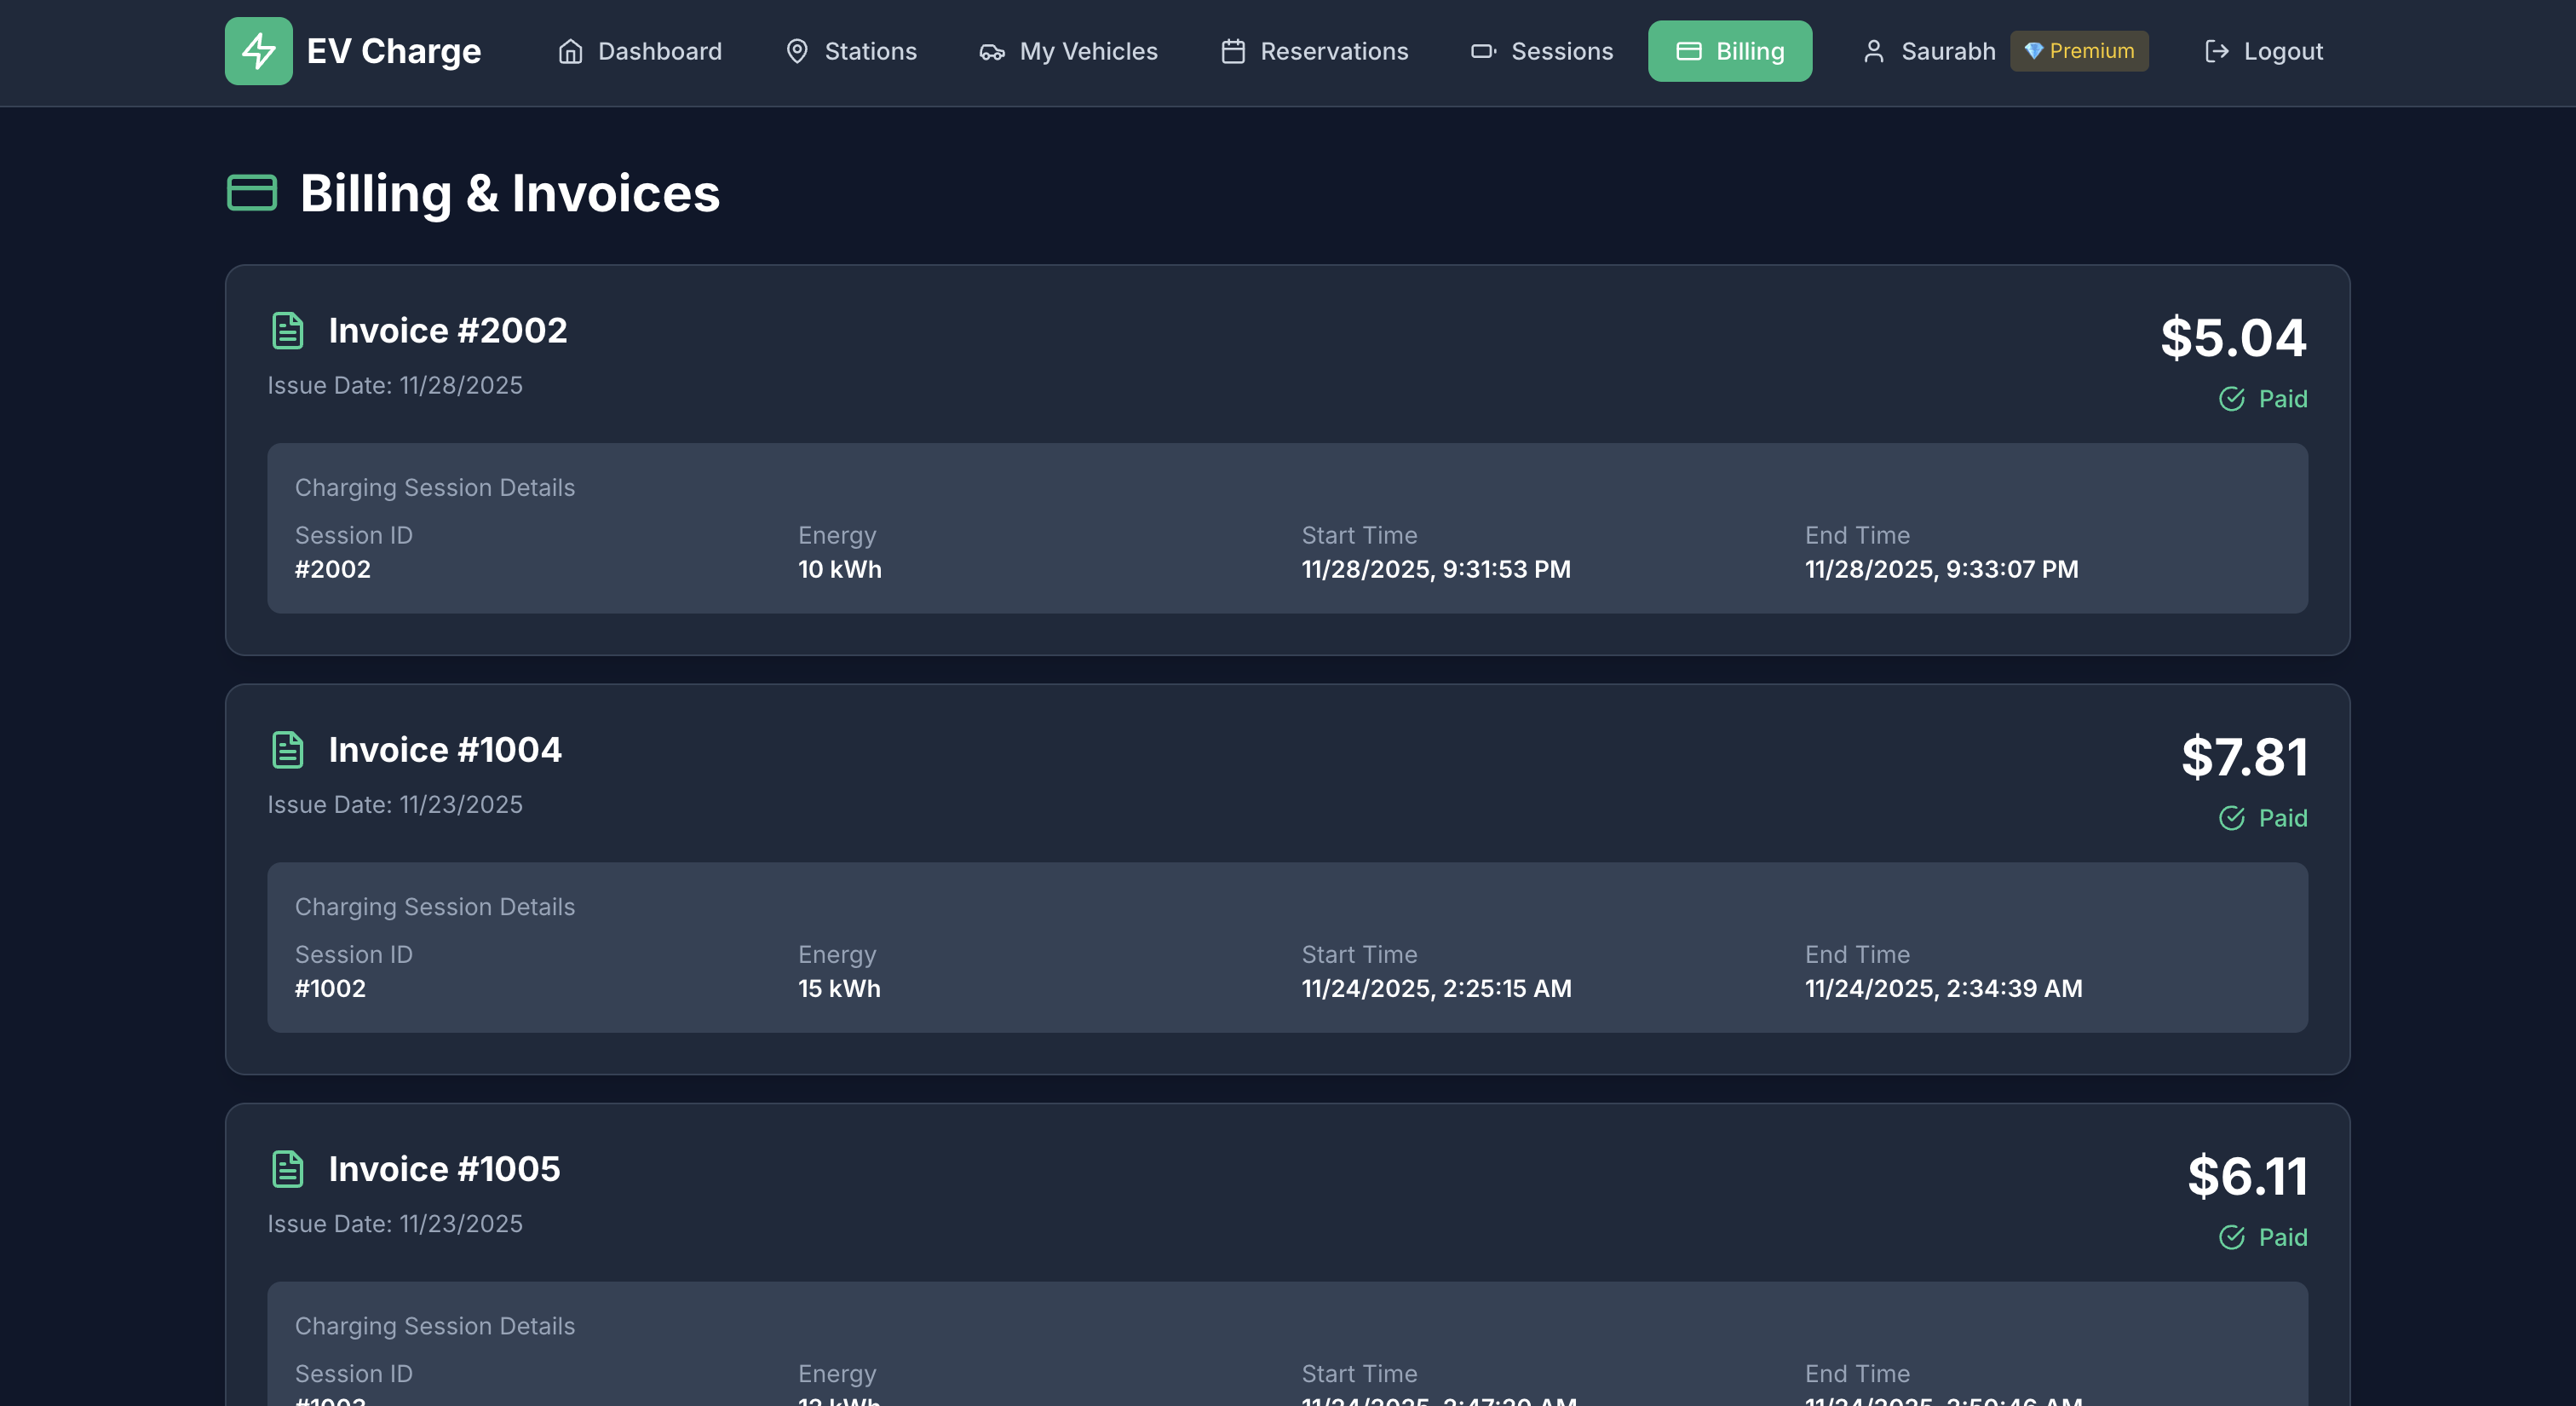 EV Charge Dashboard Stations My Vehicles Reservations Sessions Billing Saurabh Premium Logout
Billing & Invoices
Invoice #2002
$5.04
Issue Date: 11/28/2025
Paid
Charging Session Details
Session ID Energy Start Time End Time
#2002 10 kWh 11/28/2025, 9:31:53 PM 11/28/2025, 9:33:07 PM
Invoice #1004
$7.81
Issue Date: 11/23/2025
Paid
Charging Session Details
Session ID Energy Start Time End Time
#1002 15 kWh 11/24/2025, 2:25:15 AM 11/24/2025, 2:34:39 AM
Invoice #1005
$6.11
Issue Date: 11/23/2025
Paid
Charging Session Details
Session ID Energy Start Time End Time